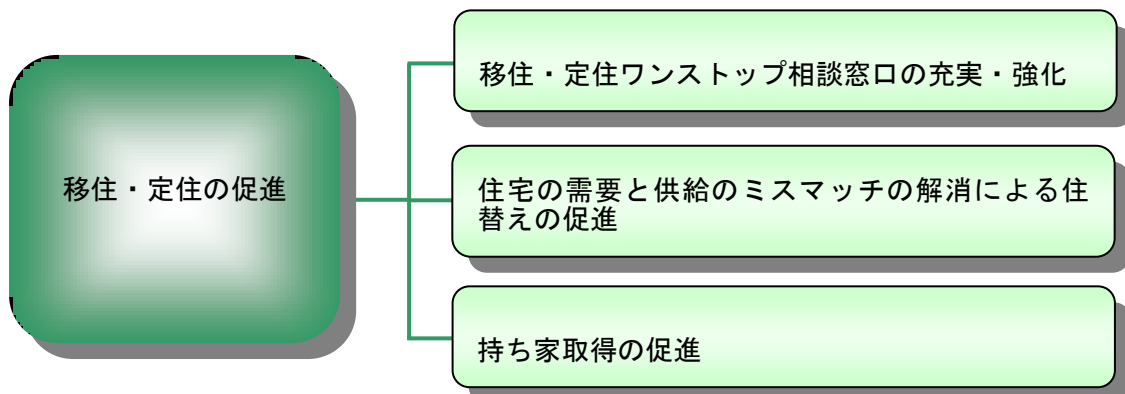 移住・定住の促進
移住・定住ワンストップ相談窓口の充実・強化
住宅の需要と供給のミスマッチの解消による住
替えの促進
持ち家取得の促進